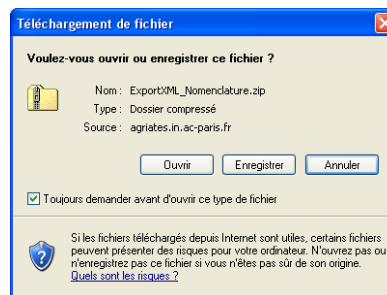 Téléchargement de fichier
Voulez-vous ouvrir ou enregistrer ce fichier ?
Nom : ExportXML_Nomenclature.zip
Type : Dossier compressé
Source : agriates.in.ac-paris.fr
Ouvrir Enregistrer Annuler
Toujours demander avant d'ouvrir ce type de fichier
Si les fichiers téléchargés depuis Internet sont utiles, certains fichiers
peuvent présenter des risques pour votre ordinateur. N'ouvrez pas ou
n'enregistrez pas ce fichier si vous n'êtes pas sûr de son origine.
Quels sont les risques ?